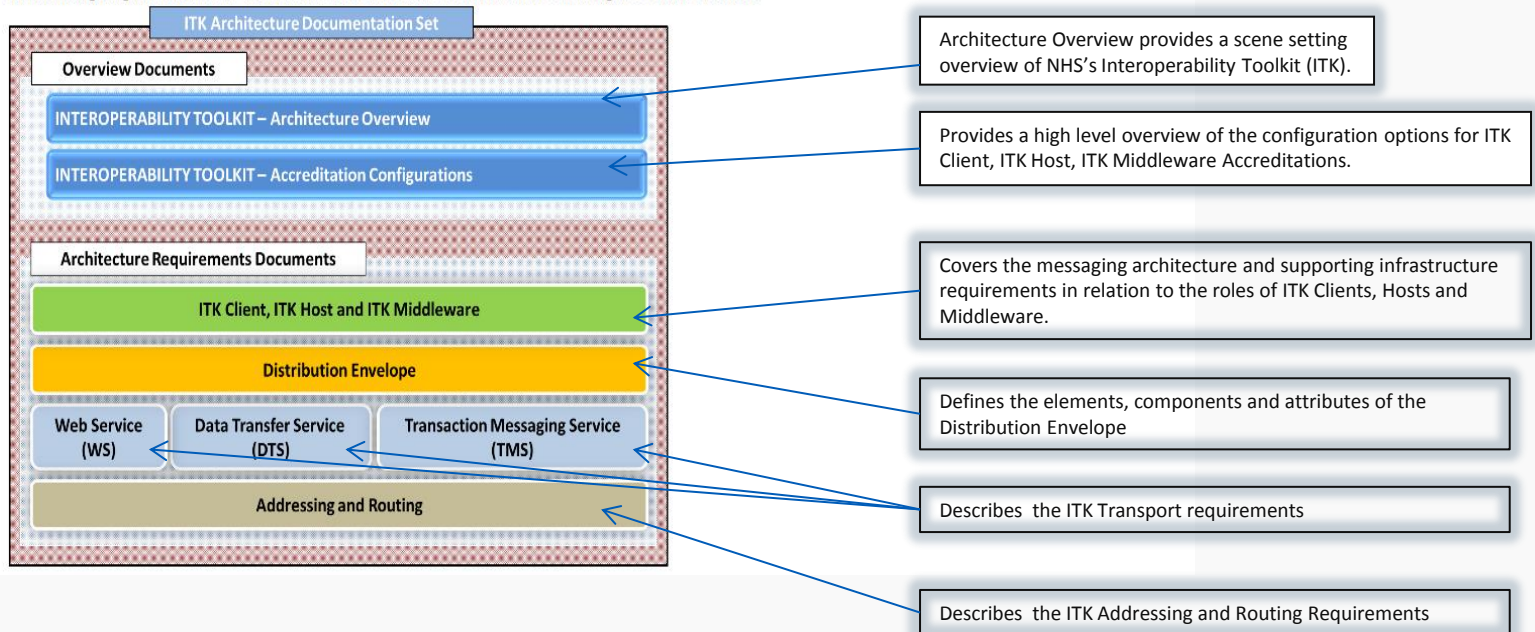 ITK Architecture Documentation Set
Overview Documents
INTEROPERABILITY TOOLKIT – Architecture Overview
INTEROPERABILITY TOOLKIT – Accreditation Configurations
Architecture Requirements Documents
ITK Client, ITK Host and ITK Middleware
Distribution Envelope
Web Service
(WS)
Data Transfer Service
(DTS)
Transaction Messaging Service
(TMS)
Addressing and Routing
Architecture Overview provides a scene setting
overview of NHS’s Interoperability Toolkit (ITK).
Provides a high level overview of the configuration options for ITK
Client, ITK Host, ITK Middleware Accreditations.
Covers the messaging architecture and supporting infrastructure
requirements in relation to the roles of ITK Clients, Hosts and
Middleware.
Defines the elements, components and attributes of the
Distribution Envelope
Describes  the ITK Transport requirements
Describes  the ITK Addressing and Routing Requirements